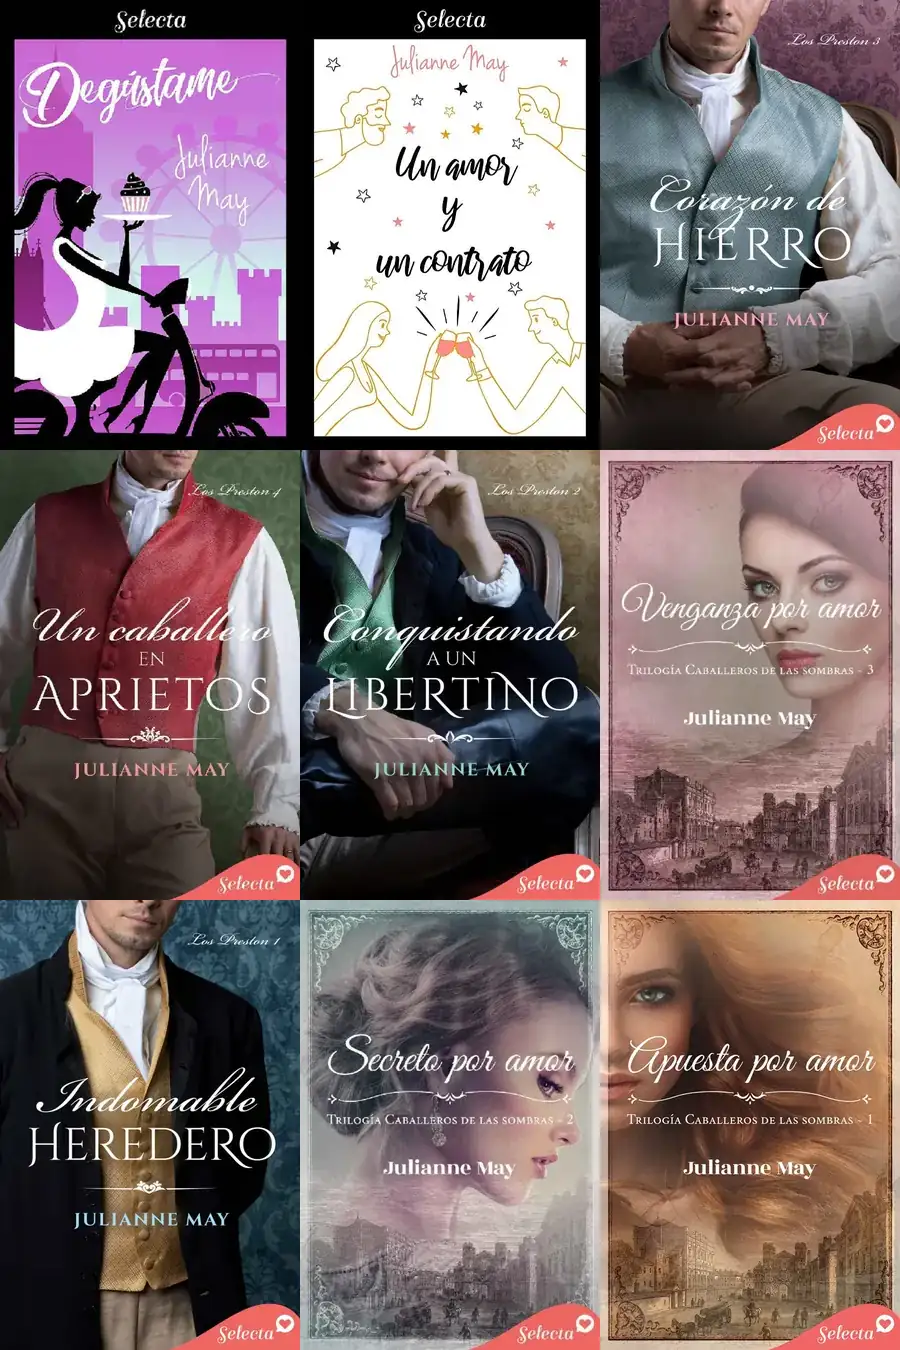 Selecta
Degústame
Julianne
May
Selecta
Julianne May
Un amor
y
un contrato
Los Preston 3
Corazón de
HIERRO
JULIANNE MAY
Selecta
Los Preston 4
Un caballero
EN
APRIETOS
JULIANNE MAY
Selecta
Los Preston 2
Conquistando
A UN
LIBERTINO
JULIANNE MAY
Selecta
Venganza por amor
TRILOGÍA CABALLEROS DE LAS SOMBRAS - 3
Julianne May
Selecta
Los Preston 1
Indomable
HEREDERO
JULIANNE MAY
Selecta
Secreto por amor
TRILOGÍA CABALLEROS DE LAS SOMBRAS - 2
Julianne May
Selecta
Apuesta por amor
TRILOGÍA CABALLEROS DE LAS SOMBRAS - 1
Julianne May
Selecta